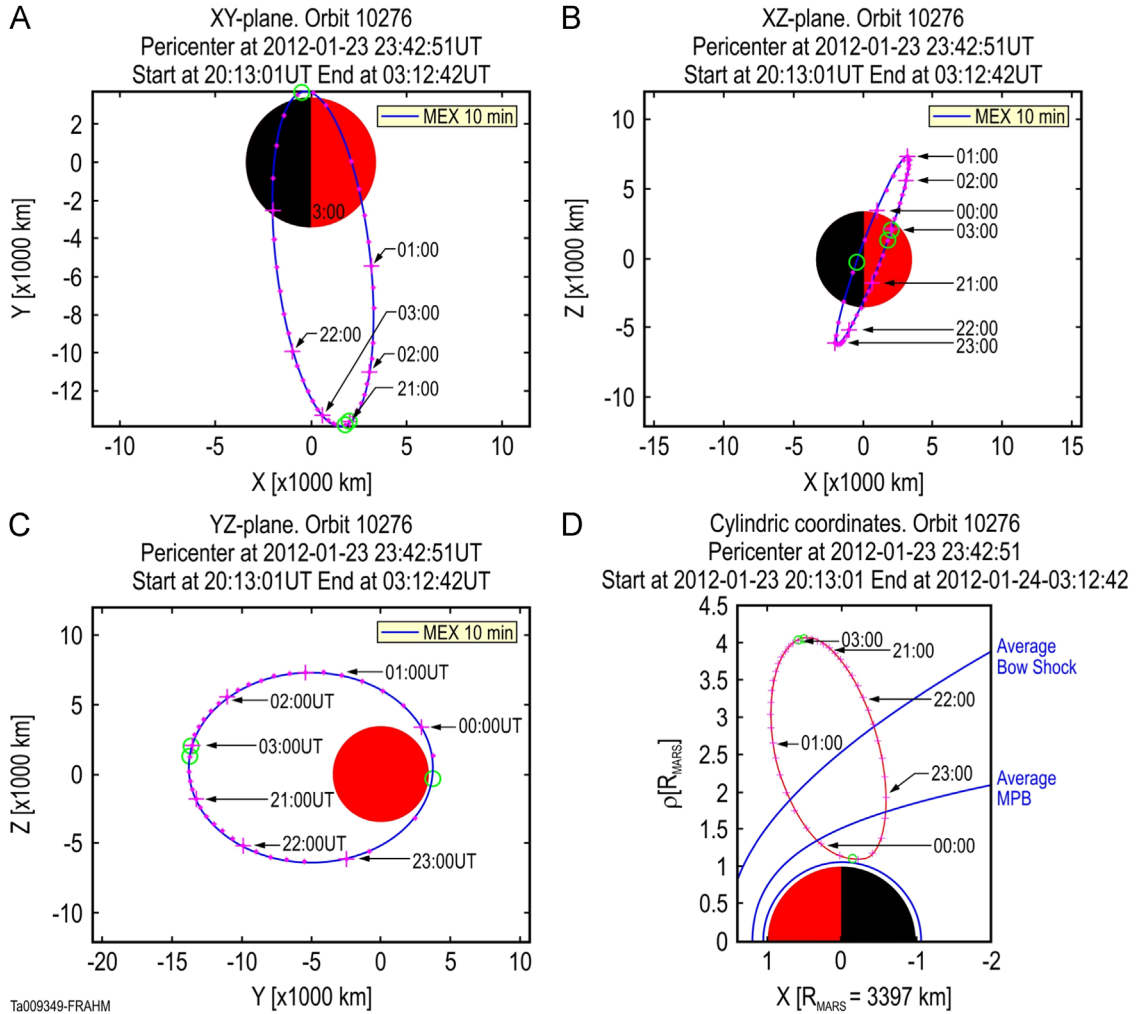 A
XY-plane. Orbit 10276
Pericenter at 2012-01-23 23:42:51UT
Start at 20:13:01UT End at 03:12:42UT
MEX 10 min
2
0
-2
-4
-6
-8
-10
-12
Y [x1000 km]
3:00
01:00
03:00
22:00
02:00
21:00
-10
-5
0
5
10
X [x1000 km]
B
XZ-plane. Orbit 10276
Pericenter at 2012-01-23 23:42:51UT
Start at 20:13:01UT End at 03:12:42UT
MEX 10 min
10
5
0
-5
-10
Z [x1000 km]
01:00
02:00
00:00
03:00
21:00
22:00
23:00
-15
-10
-5
0
5
10
15
X [x1000 km]
C
YZ-plane. Orbit 10276
Pericenter at 2012-01-23 23:42:51UT
Start at 20:13:01UT End at 03:12:42UT
MEX 10 min
10
5
0
-5
-10
Z [x1000 km]
01:00UT
02:00UT
00:00UT
03:00UT
21:00UT
22:00UT
23:00UT
-20
-15
-10
-5
0
5
10
Y [x1000 km]
D
Cylindric coordinates. Orbit 10276
Pericenter at 2012-01-23 23:42:51
Start at 2012-01-23 20:13:01 End at 2012-01-24-03:12:42
4.5
4
3.5
3
2.5
2
1.5
1
0.5
0
ρ[RMARS]
03:00
21:00
22:00
01:00
23:00
00:00
Average
Bow Shock
Average
MPB
1
0
-1
-2
X [RMARS = 3397 km]
Ta009349-FRAHM